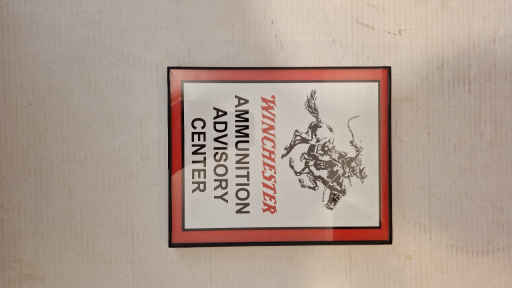 WINCHESTER
AMMUNITION
ADVISORY
CENTER